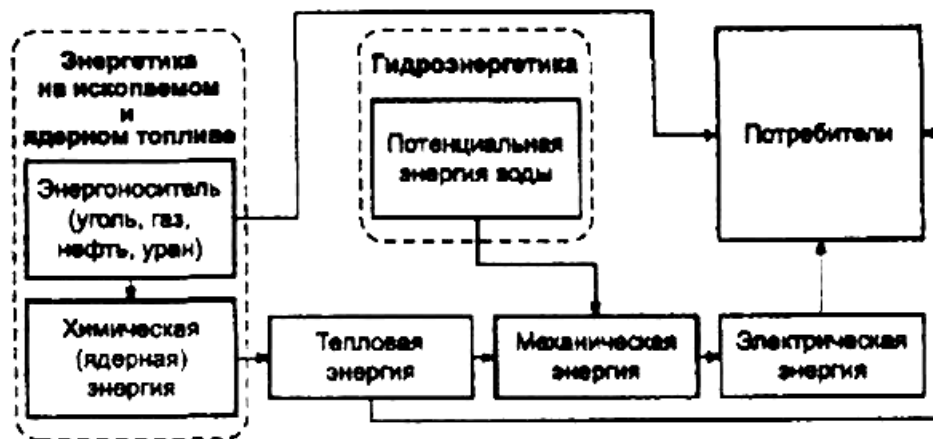 Энергетика
на ископаемом
и
ядерном топливе
Энергоноситель
(уголь, газ,
нефть, уран)
Химическая
(ядерная)
энергия
Гидроэнергетика
Потенциальная
энергия воды
Потребители
Тепловая
энергия
Механическая
энергия
Электрическая
энергия